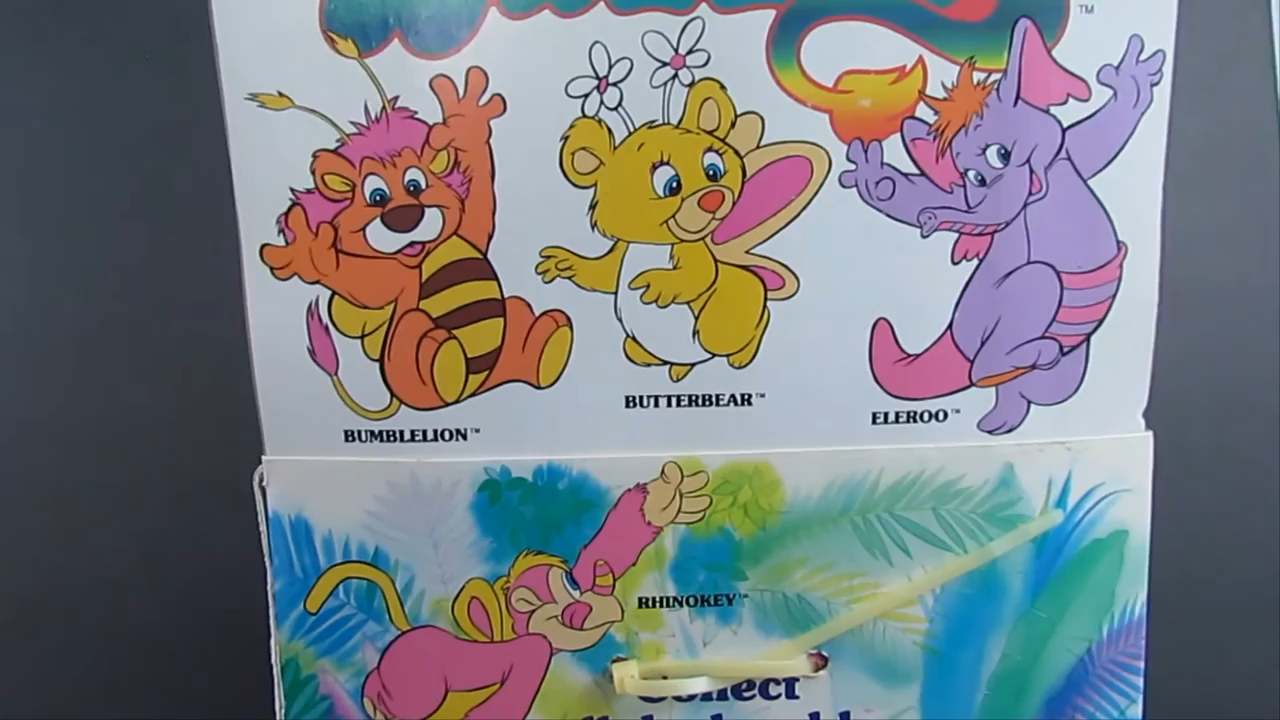 TM
BUMBLELION™
BUTTERBEAR™
ELEROO™
RHINOKEY™
Collect